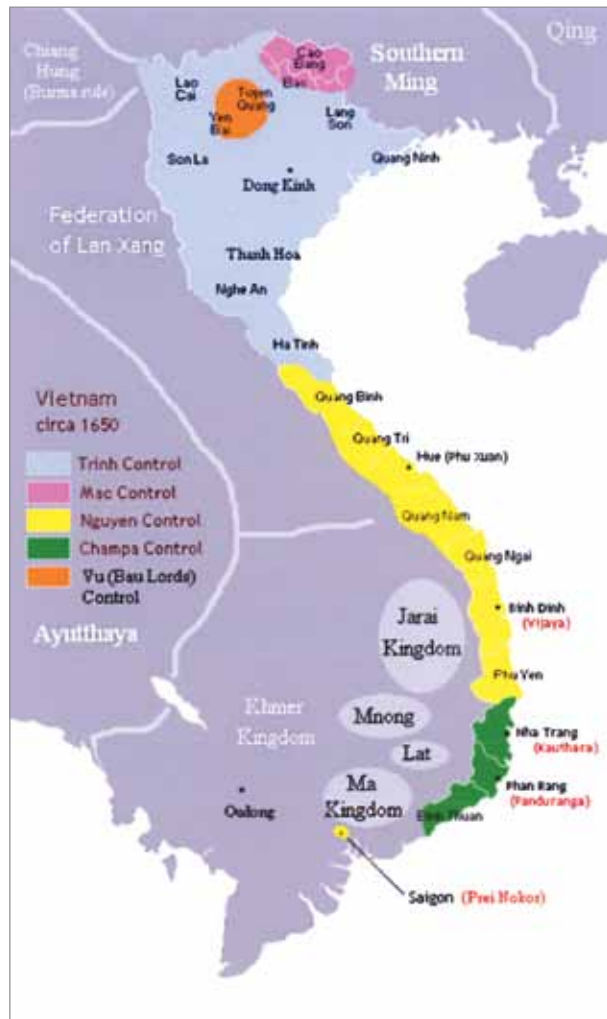 Chiang
Hung
(Burma rule)
Qing
Southern
Ming
Cao
Bang
Lao
Cai
Tuyen
Quang
Yen
Bai
Lang
Son
Son La
Quang Ninh
Dong Kinh
Federation
of Lan Xang
Thanh Hoa
Nghe An
Ha Tinh
Vietnam
circa 1650
Trinh Control
Mac Control
Nguyen Control
Champa Control
Vu (Bau Lords)
Control
Quang Binh
Quang Tri
Hue (Phu Xuan)
Quang Nam
Quang Ngai
Binh Dinh
(Vijaya)
Phu Yen
Ayutthaya
Jarai
Kingdom
Khmer
Kingdom
Mnong
Lat
Ma
Kingdom
Nha Trang
(Kauthara)
Phan Rang
(Panduranga)
Binh Thuan
Oudong
Saigon (Prei Nokor)